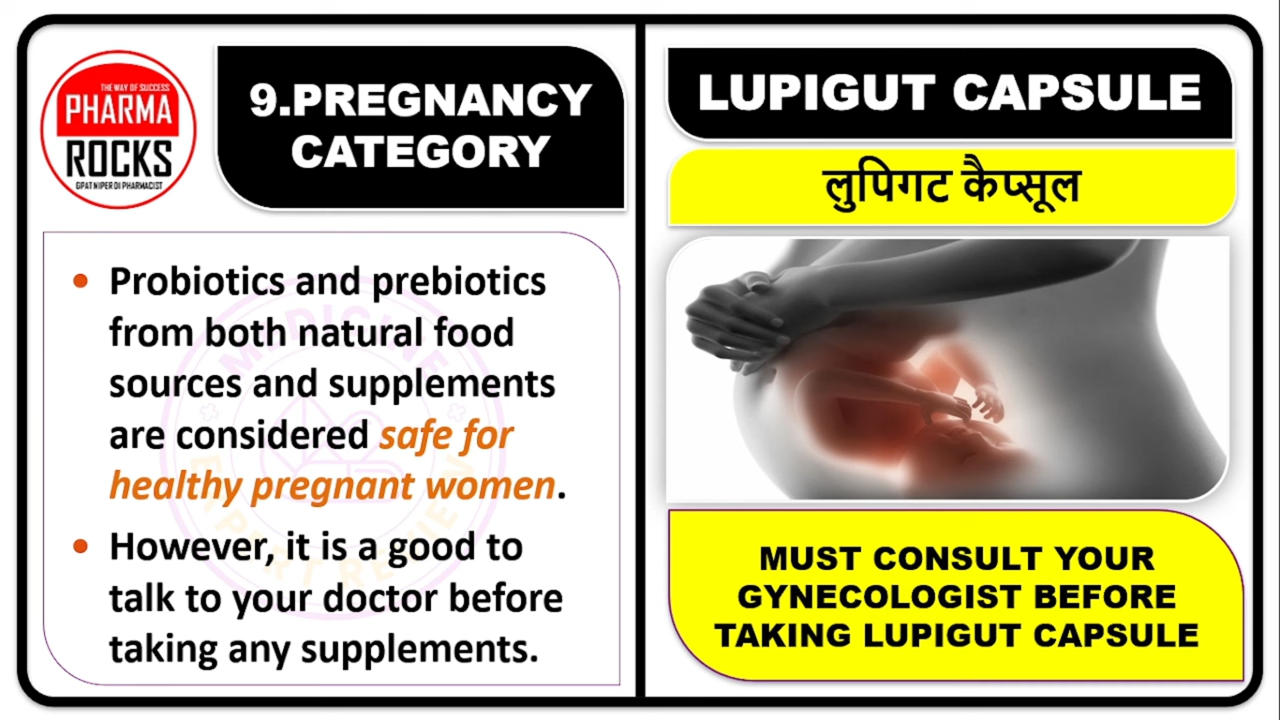 THE WAY OF SUCCESS
PHARMA
ROCKS
GPAT NIPER DI PHARMACIST
9.PREGNANCY
CATEGORY
• Probiotics and prebiotics
from both natural food
sources and supplements
are considered safe for
healthy pregnant women.
• However, it is a good to
talk to your doctor before
taking any supplements.
LUPIGUT CAPSULE
लुपिगट कैप्सूल
MUST CONSULT YOUR
GYNECOLOGIST BEFORE
TAKING LUPIGUT CAPSULE